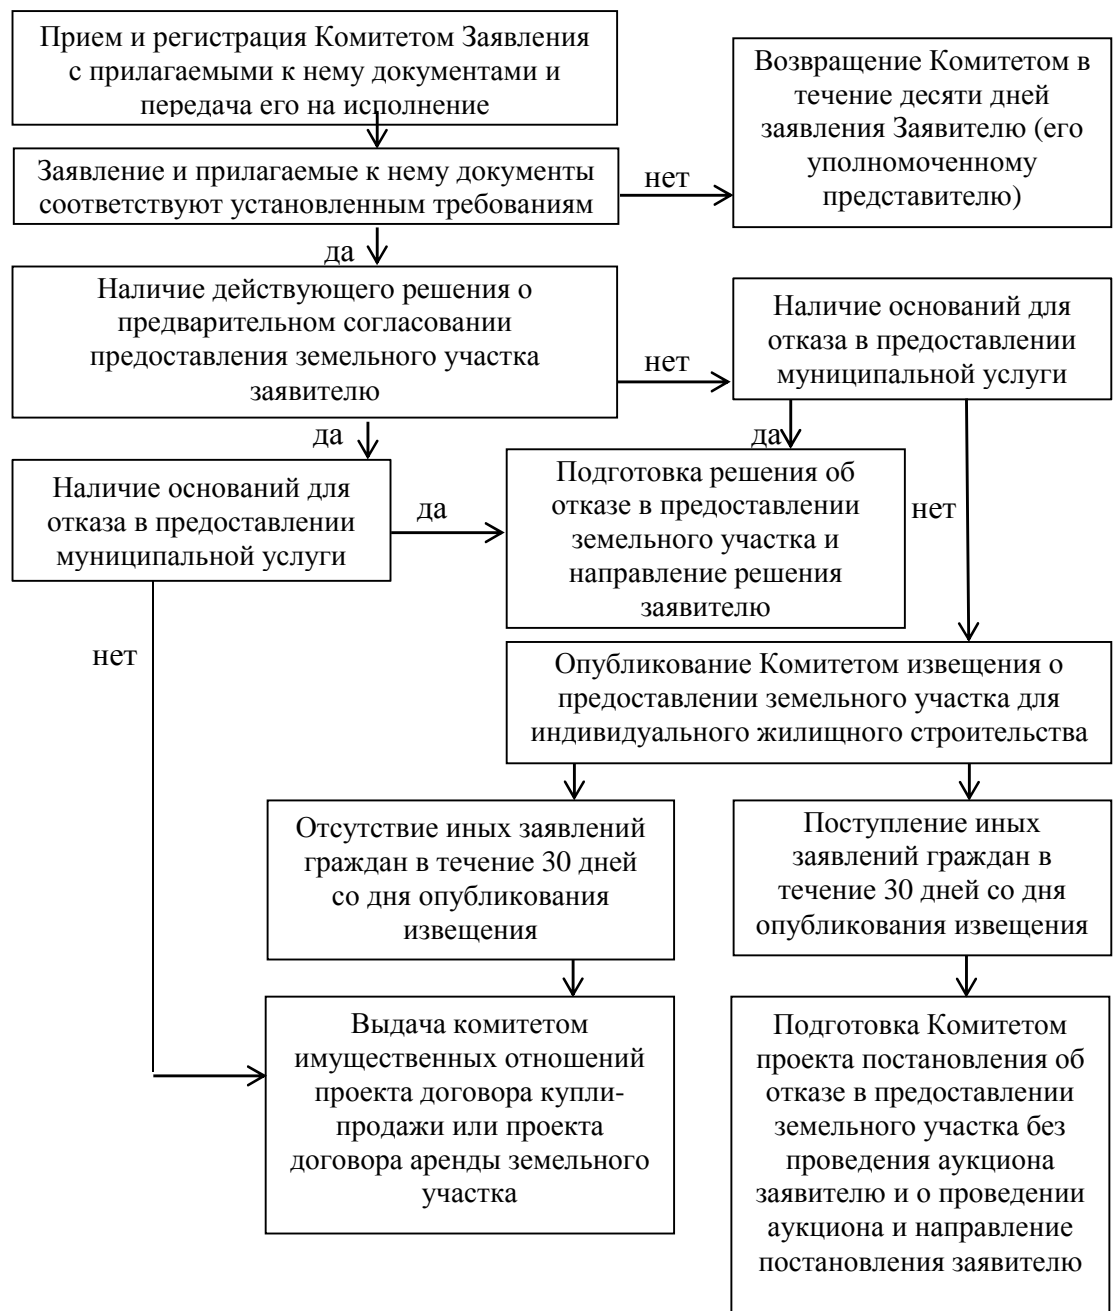 Прием и регистрация Комитетом Заявления
с прилагаемыми к нему документами и
передача его на исполнение
Возвращение Комитетом в
течение десяти дней
заявления Заявителю (его
уполномоченному
представителю)
Заявление и прилагаемые к нему документы
соответствуют установленным требованиям
нет
да
Наличие действующего решения о
предварительном согласовании
предоставления земельного участка
заявителю
нет
Наличие оснований для
отказа в предоставлении
муниципальной услуги
да
да
Наличие оснований для
отказа в предоставлении
муниципальной услуги
да
Подготовка решения об
отказе в предоставлении
земельного участка и
направление решения
заявителю
нет
нет
Опубликование Комитетом извещения о
предоставлении земельного участка для
индивидуального жилищного строительства
Отсутствие иных заявлений
граждан в течение 30 дней
со дня опубликования
извещения
Поступление иных
заявлений граждан в
течение 30 дней со дня
опубликования извещения
Выдача комитетом
имущественных отношений
проекта договора купли-
продажи или проекта
договора аренды земельного
участка
Подготовка Комитетом
проекта постановления об
отказе в предоставлении
земельного участка без
проведения аукциона
заявителю и о проведении
аукциона и направление
постановления заявителю